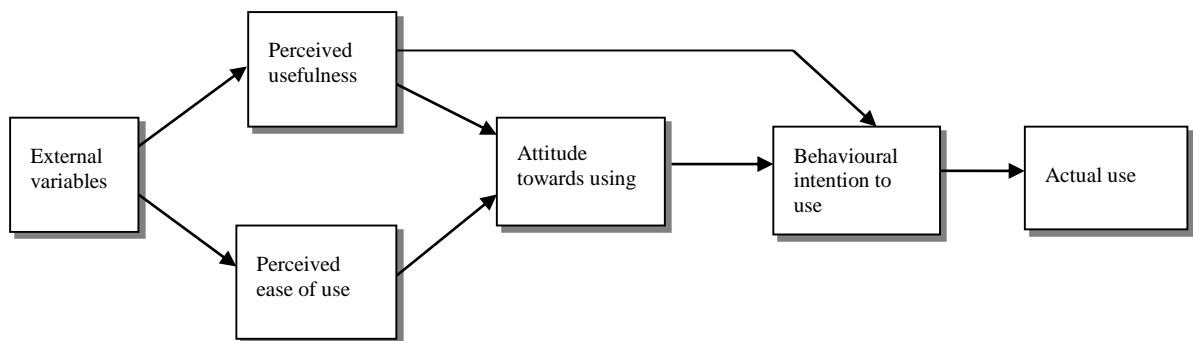 Perceived
usefulness
External
variables
Attitude
towards using
Behavioural
intention to
use
Actual use
Perceived
ease of use